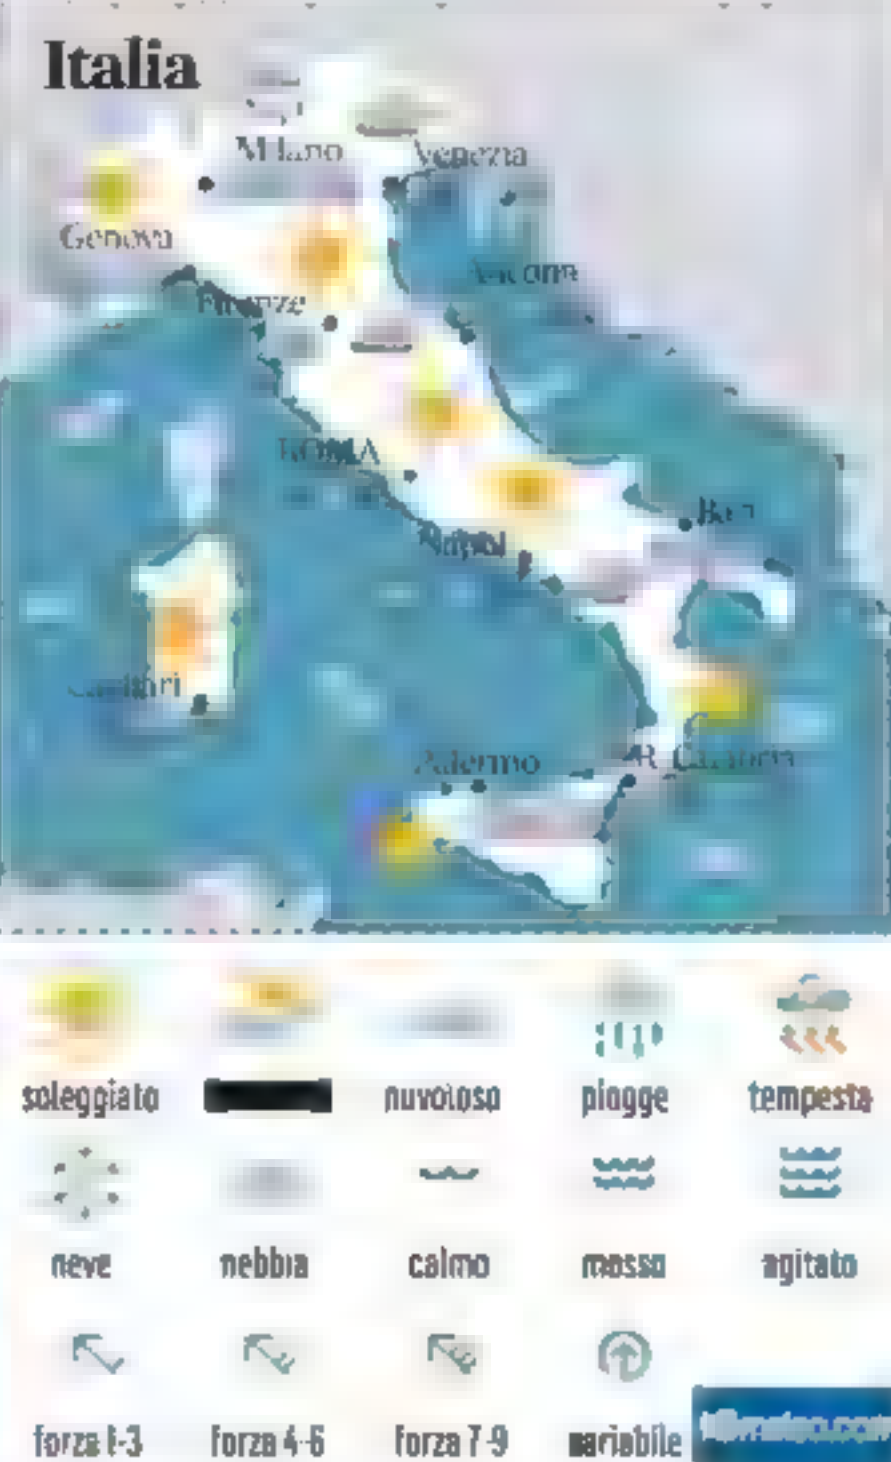 Italia
Milano
Venezia
Genova
Ancona
Firenze
ROMA
Bari
Napoli
Cagliari
Palermo
R. Calabria
soleggiato
nuvoloso
piogge
tempesta
neve
nebbia
calmo
mosso
agitato
forza 1-3
forza 4-6
forza 7-9
variabile